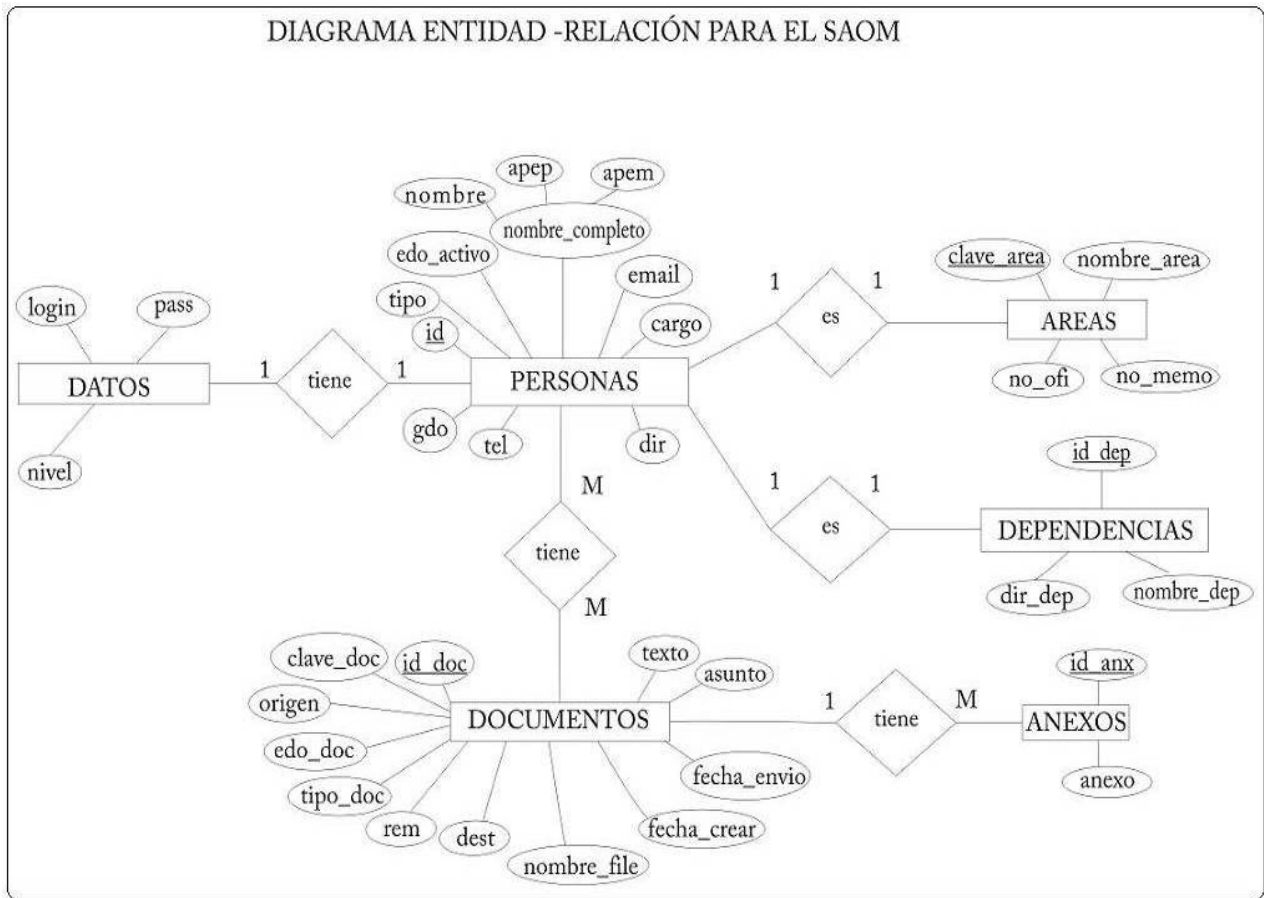 DIAGRAMA ENTIDAD -RELACIÓN PARA EL SAOM
apep
apem
nombre
nombre_completo
edo_activo
email
tipo
cargo
id
PERSONAS
gdo
tel
dir
login
pass
DATOS
nivel
1
tiene
1
1
es
1
clave_area
nombre_area
AREAS
no_ofi
no_memo
1
es
1
id_dep
DEPENDENCIAS
dir_dep
nombre_dep
M
tiene
M
clave_doc
id_doc
texto
asunto
origen
DOCUMENTOS
edo_doc
tipo_doc
rem
dest
nombre_file
fecha_crear
fecha_envio
1
tiene
M
id_anx
ANEXOS
anexo